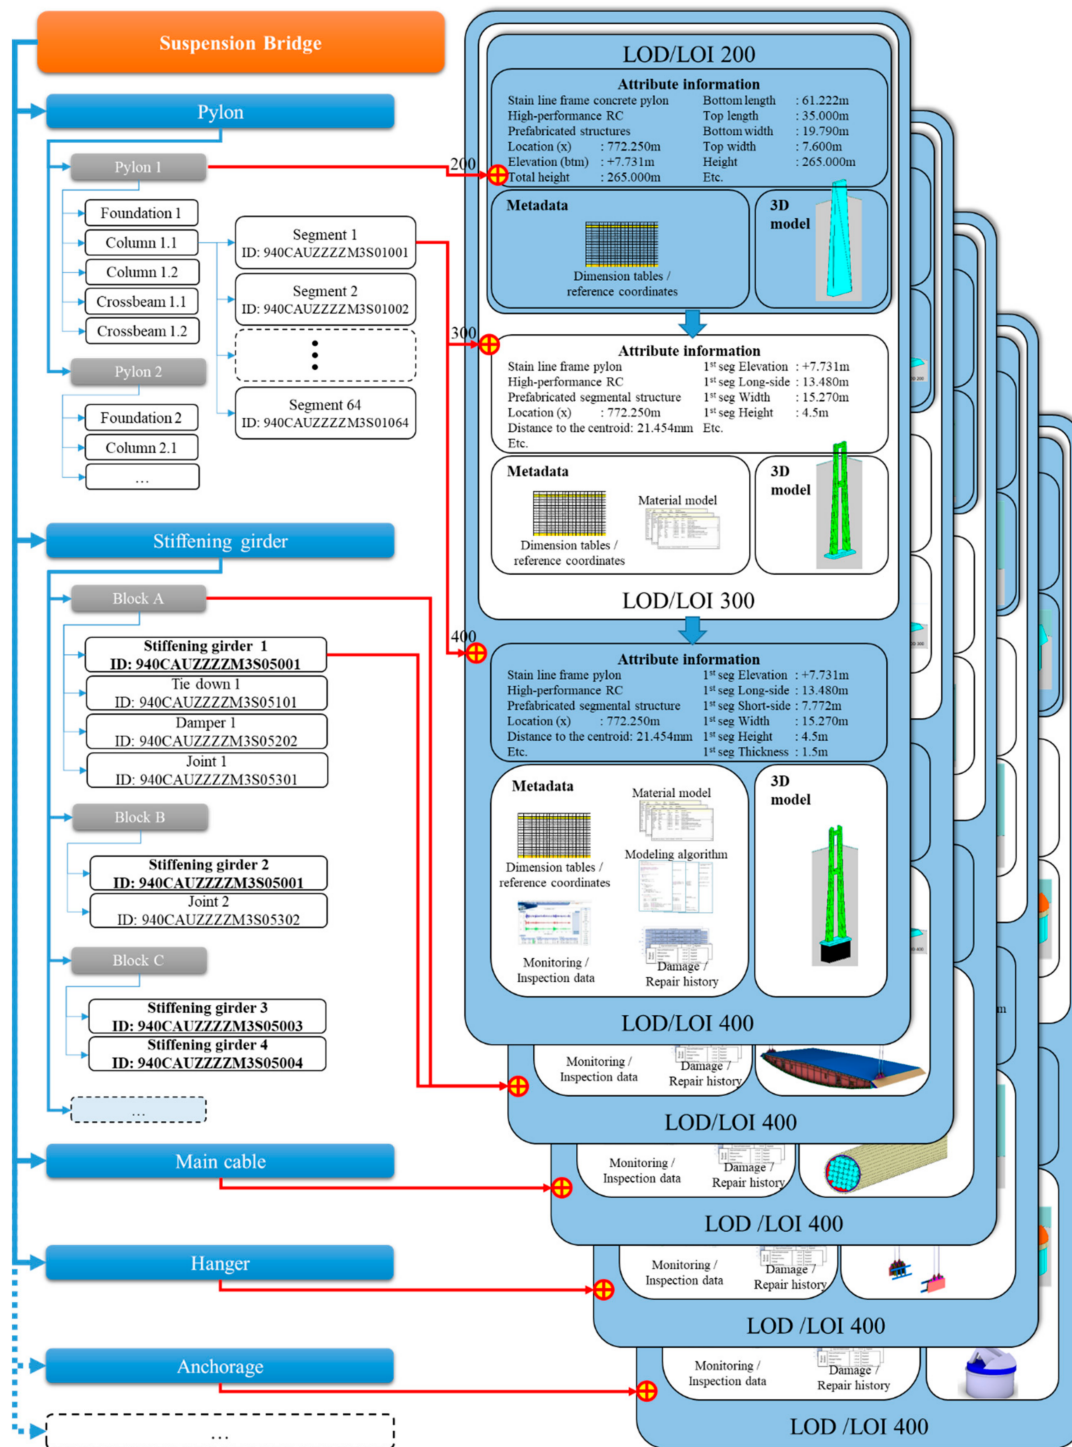 Suspension Bridge
Pylon
Pylon 1
Foundation 1
Column 1.1
Column 1.2
Crossbeam 1.1
Crossbeam 1.2
Pylon 2
Foundation 2
Column 2.1
...
Segment 1
ID: 940CAUZZZZM3S01001
Segment 2
ID: 940CAUZZZZM3S01002
Segment 64
ID: 940CAUZZZZM3S01064
Stiffening girder
Block A
Stiffening girder 1
ID: 940CAUZZZZM3S05001
Tie down 1
ID: 940CAUZZZZM3S05101
Damper 1
ID: 940CAUZZZZM3S05202
Joint 1
ID: 940CAUZZZZM3S05301
Block B
Stiffening girder 2
ID: 940CAUZZZZM3S05001
Joint 2
ID: 940CAUZZZZM3S05302
Block C
Stiffening girder 3
ID: 940CAUZZZZM3S05003
Stiffening girder 4
ID: 940CAUZZZZM3S05004
...
Main cable
Hanger
Anchorage
...
200
300
400
LOD/LOI 200
Attribute information
Stain line frame concrete pylon Bottom length : 61.222m
High-performance RC Top length : 35.000m
Prefabricated structures Bottom width : 19.790m
Location (x) : 772.250m Top width : 7.600m
Elevation (btm) : +7.731m Height : 265.000m
Total height : 265.000m Etc.
Metadata
Dimension tables /
reference coordinates
3D
model
Attribute information
Stain line frame pylon 1st seg Elevation : +7.731m
High-performance RC 1st seg Long-side : 13.480m
Prefabricated segmental structure 1st seg Width : 15.270m
Location (x) : 772.250m 1st seg Height : 4.5m
Distance to the centroid: 21.454mm Etc.
Etc.
Metadata
Material model
Dimension tables /
reference coordinates
3D
model
LOD/LOI 300
Attribute information
Stain line frame pylon 1st seg Elevation : +7.731m
High-performance RC 1st seg Long-side : 13.480m
Prefabricated segmental structure 1st seg Short-side : 7.772m
Location (x) : 772.250m 1st seg Width : 15.270m
Distance to the centroid: 21.454mm 1st seg Height : 4.5m
Etc. 1st seg Thickness : 1.5m
Metadata
Material model
Dimension tables /
reference coordinates
Modeling algorithm
Monitoring /
Inspection data
Damage /
Repair history
3D
model
LOD/LOI 400
Monitoring /
Inspection data
Damage /
Repair history
LOD/LOI 400
Monitoring /
Inspection data
Damage /
Repair history
LOD /LOI 400
Monitoring /
Inspection data
Damage /
Repair history
LOD /LOI 400
Monitoring /
Inspection data
Damage /
Repair history
LOD /LOI 400